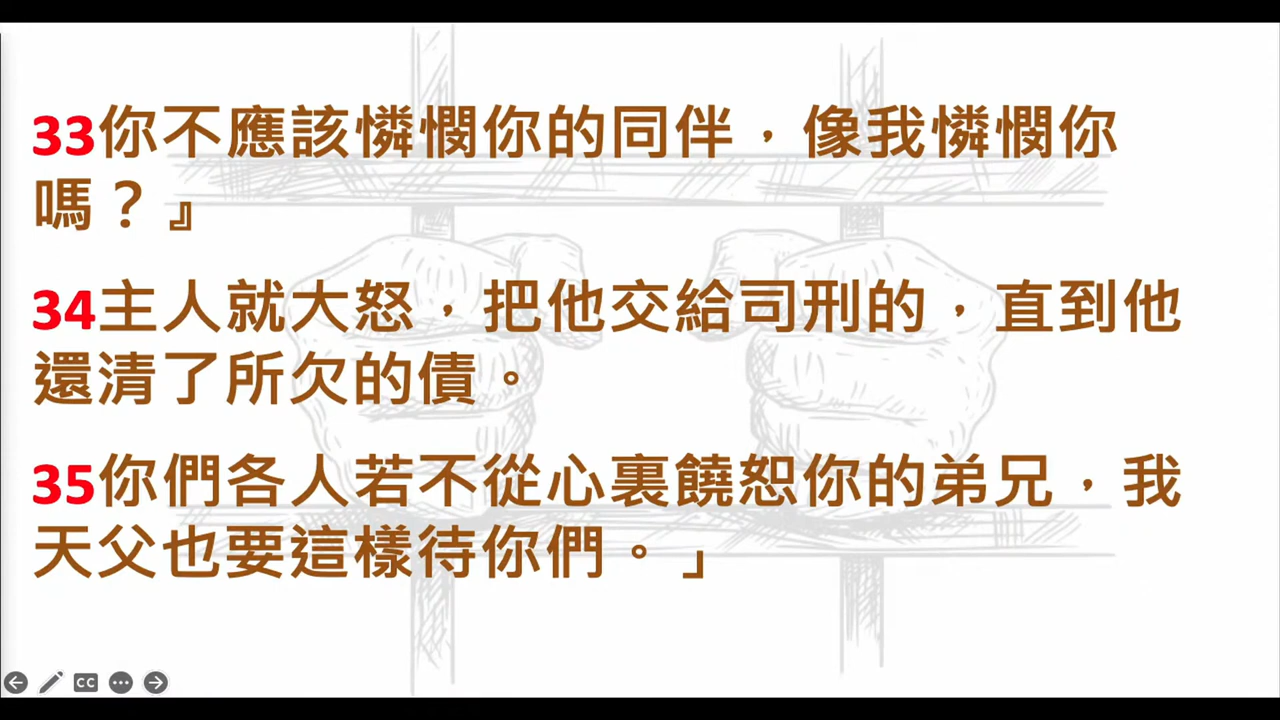 33你不應該憐憫你的同伴，像我憐憫你
嗎？』
34主人就大怒，把他交給司刑的，直到他
還清了所欠的債。
35你們各人若不從心裏饒恕你的弟兄，我
天父也要這樣待你們。」
CC